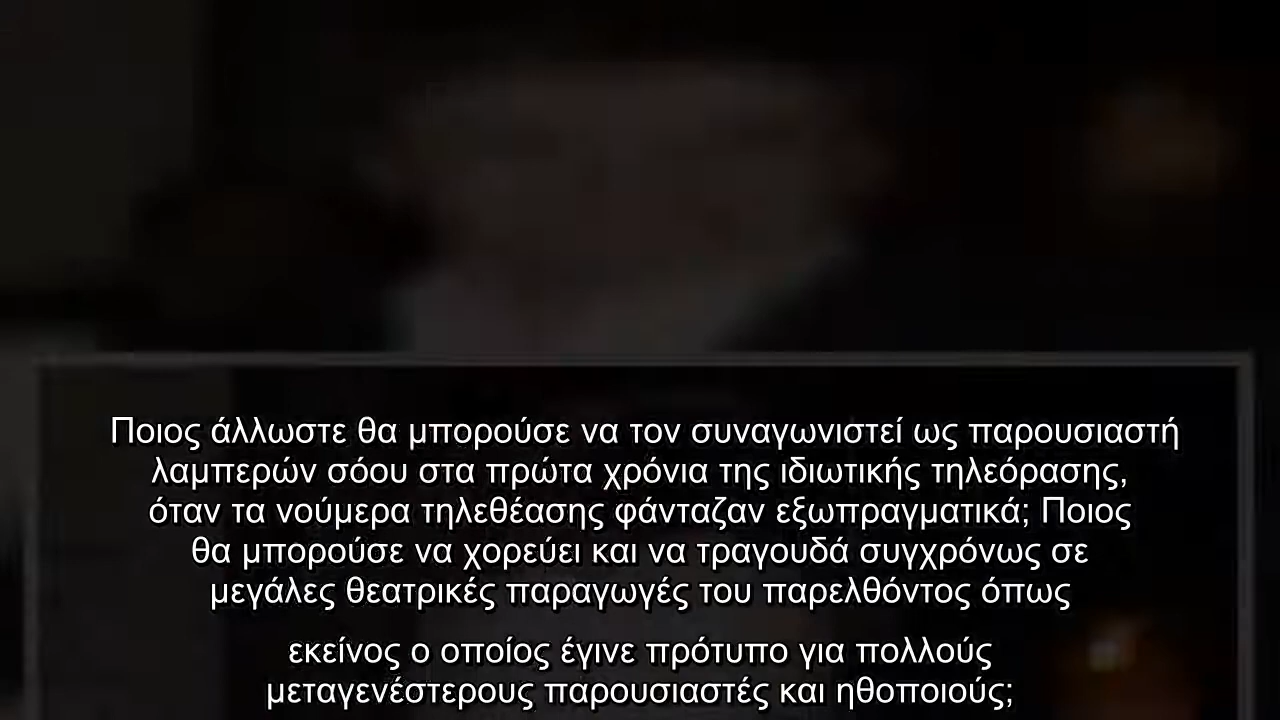 Ποιος άλλωστε θα μπορούσε να τον συναγωνιστεί ως παρουσιαστή
λαμπερών σόου στα πρώτα χρόνια της ιδιωτικής τηλεόρασης,
όταν τα νούμερα τηλεθέασης φάνταζαν εξωπραγματικά; Ποιος
θα μπορούσε να χορεύει και να τραγουδά συγχρόνως σε
μεγάλες θεατρικές παραγωγές του παρελθόντος όπως
εκείνος ο οποίος έγινε πρότυπο για πολλούς
μεταγενέστερους παρουσιαστές και ηθοποιούς;